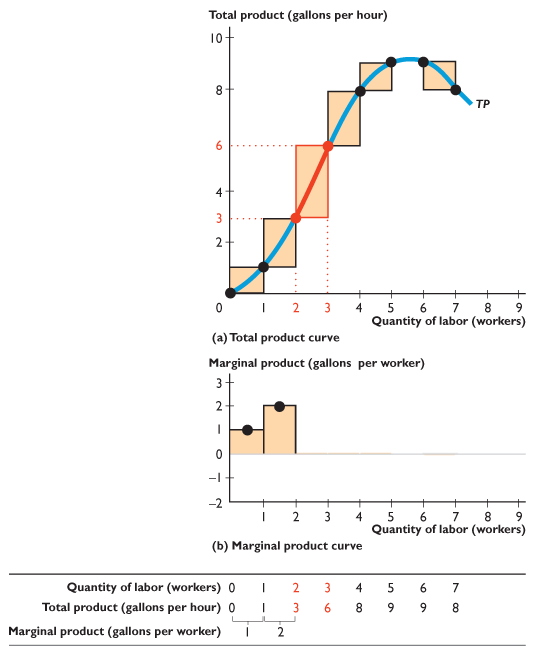 Total product (gallons per hour)
10
8
6
4
3
2
TP
0 1 2 3 4 5 6 7 8 9
Quantity of labor (workers)
(a) Total product curve
Marginal product (gallons per worker)
3
2
1
0
−1
−2
1 2 3 4 5 6 7 8 9
Quantity of labor (workers)
(b) Marginal product curve
Quantity of labor (workers) 0 1 2 3 4 5 6 7
Total product (gallons per hour) 0 1 3 6 8 9 9 8
Marginal product (gallons per worker) 1 2